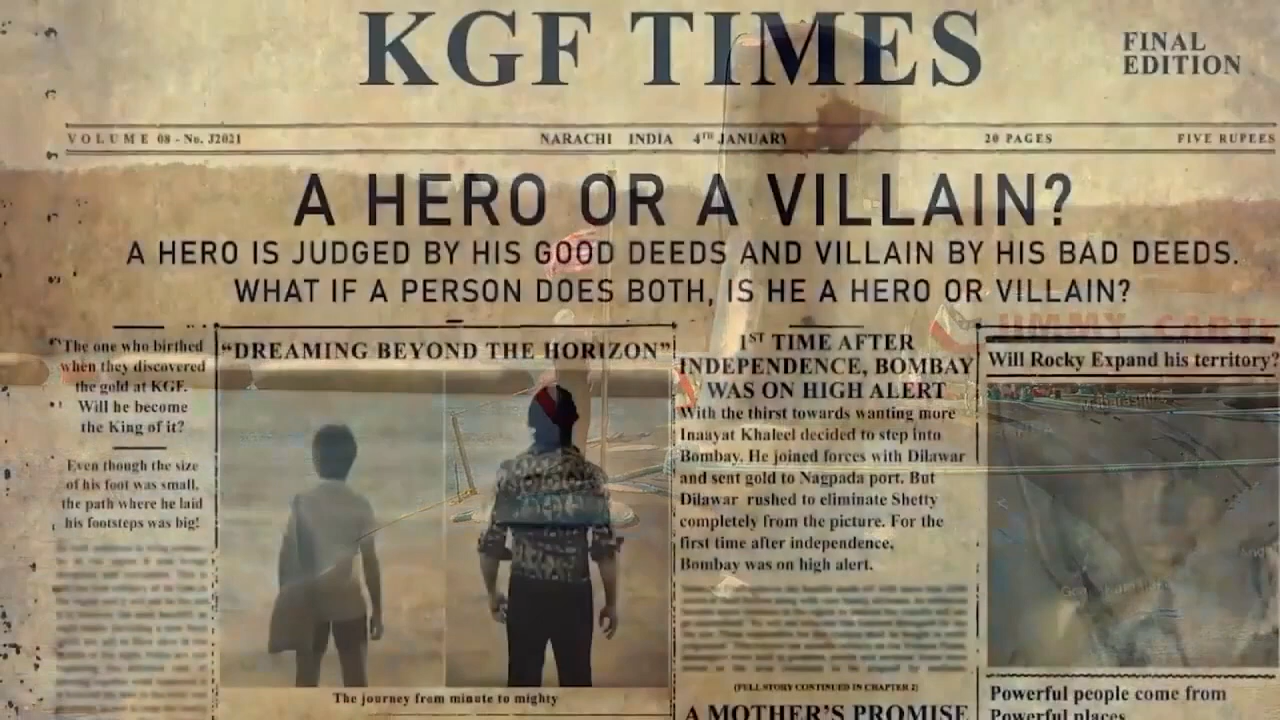 KGF TIMES
FINAL
EDITION
VOLUME 08 - No. J2021
NARACHI INDIA 4TH JANUARY
20 PAGES
FIVE RUPEES
A HERO OR A VILLAIN?
A HERO IS JUDGED BY HIS GOOD DEEDS AND VILLAIN BY HIS BAD DEEDS.
WHAT IF A PERSON DOES BOTH, IS HE A HERO OR VILLAIN?
The one who birthed
when they discovered
the gold at KGF.
Will he become
the King of it?
Even though the size
of his foot was small,
the path where he laid
his footsteps was big!
“DREAMING BEYOND THE HORIZON”
The journey from minute to mighty
1ST TIME AFTER
INDEPENDENCE, BOMBAY
WAS ON HIGH ALERT
With the thirst towards wanting more
Inaayat Khaleel decided to step into
Bombay. He joined forces with Dilawar
and sent gold to Nagpada port. But
Dilawar rushed to eliminate Shetty
completely from the picture. For the
first time after independence,
Bombay was on high alert.
(FULL STORY CONTINUED IN CHAPTER 2)
A MOTHER'S PROMISE
JIMMY
Will Rocky Expand his territory?
Powerful people come from
Powerful places